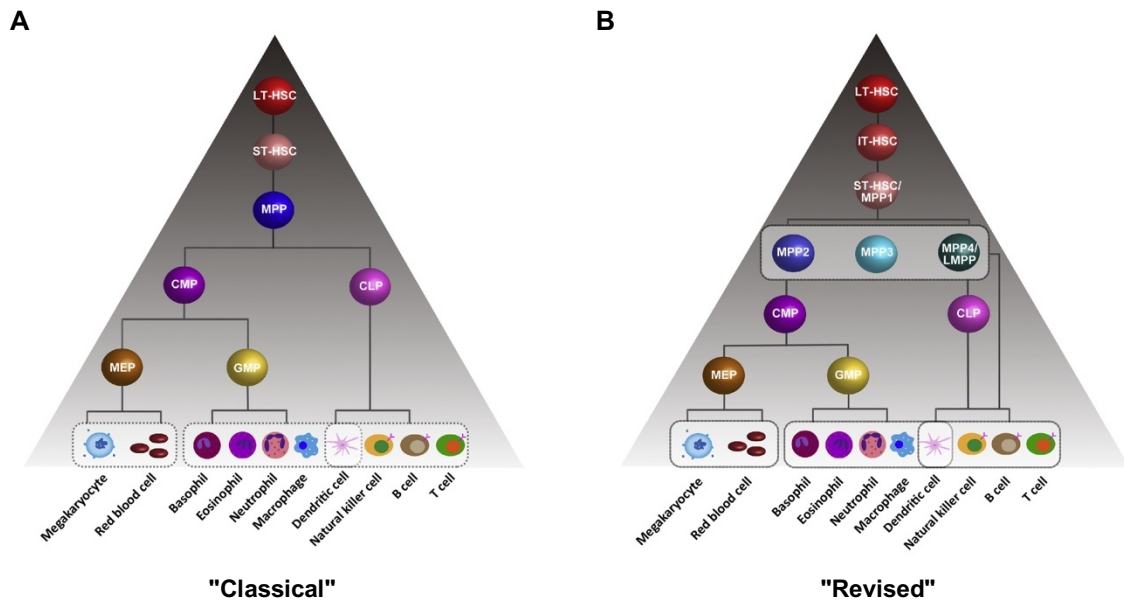 A
LT-HSC
ST-HSC
MPP
CMP
CLP
MEP
GMP
Megakaryocyte
Red blood cell
Basophil
Eosinophil
Neutrophil
Macrophage
Dendritic cell
Natural killer cell
B cell
T cell
"Classical"
B
LT-HSC
IT-HSC
ST-HSC/
MPP1
MPP2
MPP3
MPP4/
LMPP
CMP
CLP
MEP
GMP
Megakaryocyte
Red blood cell
Basophil
Eosinophil
Neutrophil
Macrophage
Dendritic cell
Natural killer cell
B cell
T cell
"Revised"